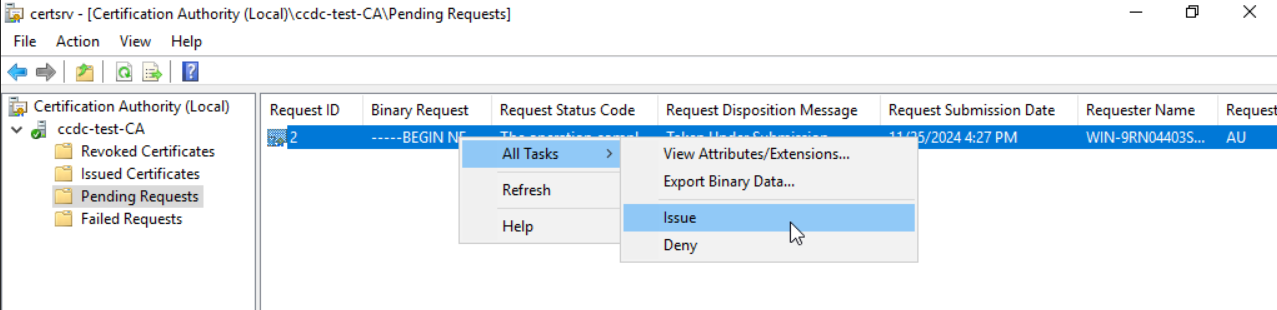 certsrv - [Certification Authority (Local)\ccdc-test-CA\Pending Requests]
File Action View Help
Certification Authority (Local)
ccdc-test-CA
Revoked Certificates
Issued Certificates
Pending Requests
Failed Requests
Request ID Binary Request Request Status Code Request Disposition Message Request Submission Date Requester Name Request
2 -----BEGIN NE The operation compl Taken Under Submission 11/25/2024 4:27 PM WIN-9RN04403S... AU
All Tasks
Refresh
Help
View Attributes/Extensions...
Export Binary Data...
Issue
Deny